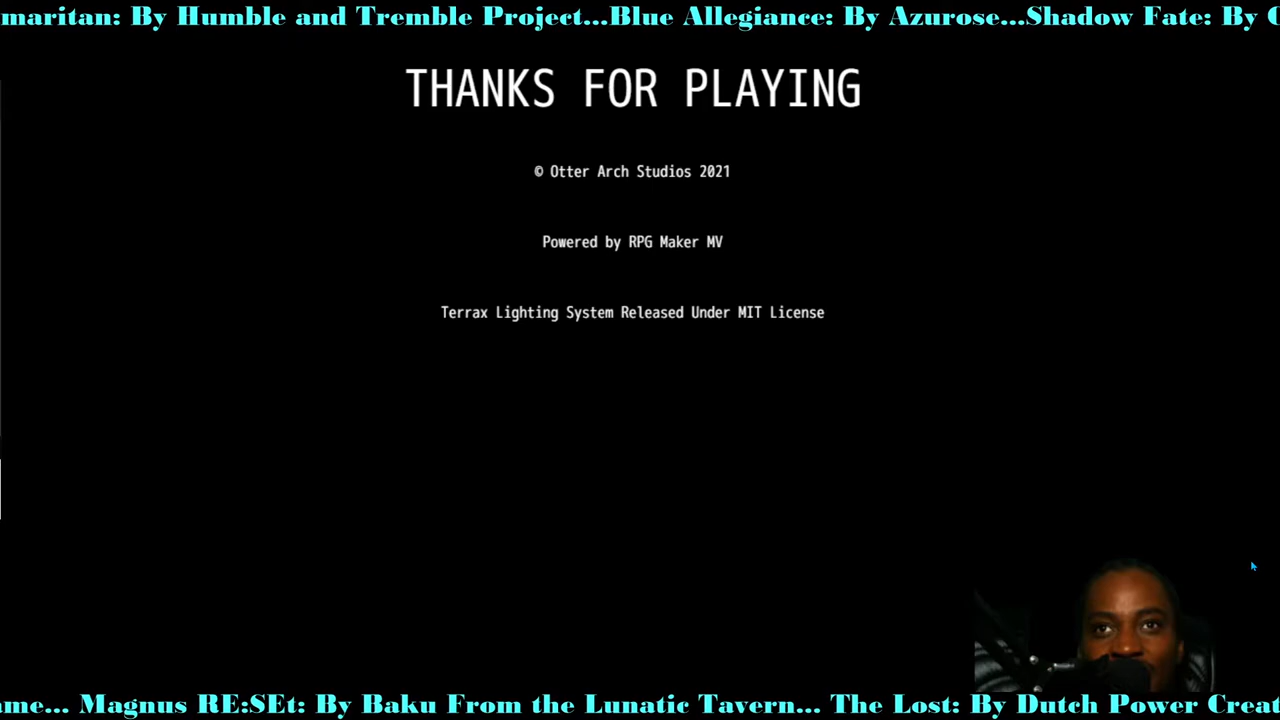 maritan: By Humble and Tremble Project...Blue Allegiance: By Azurose...Shadow Fate: By
THANKS FOR PLAYING
© Otter Arch Studios 2021
Powered by RPG Maker MV
Terrax Lighting System Released Under MIT License
ame... Magnus RE:SEt: By Baku From the Lunatic Tavern... The Lost: By Dutch Power Creat